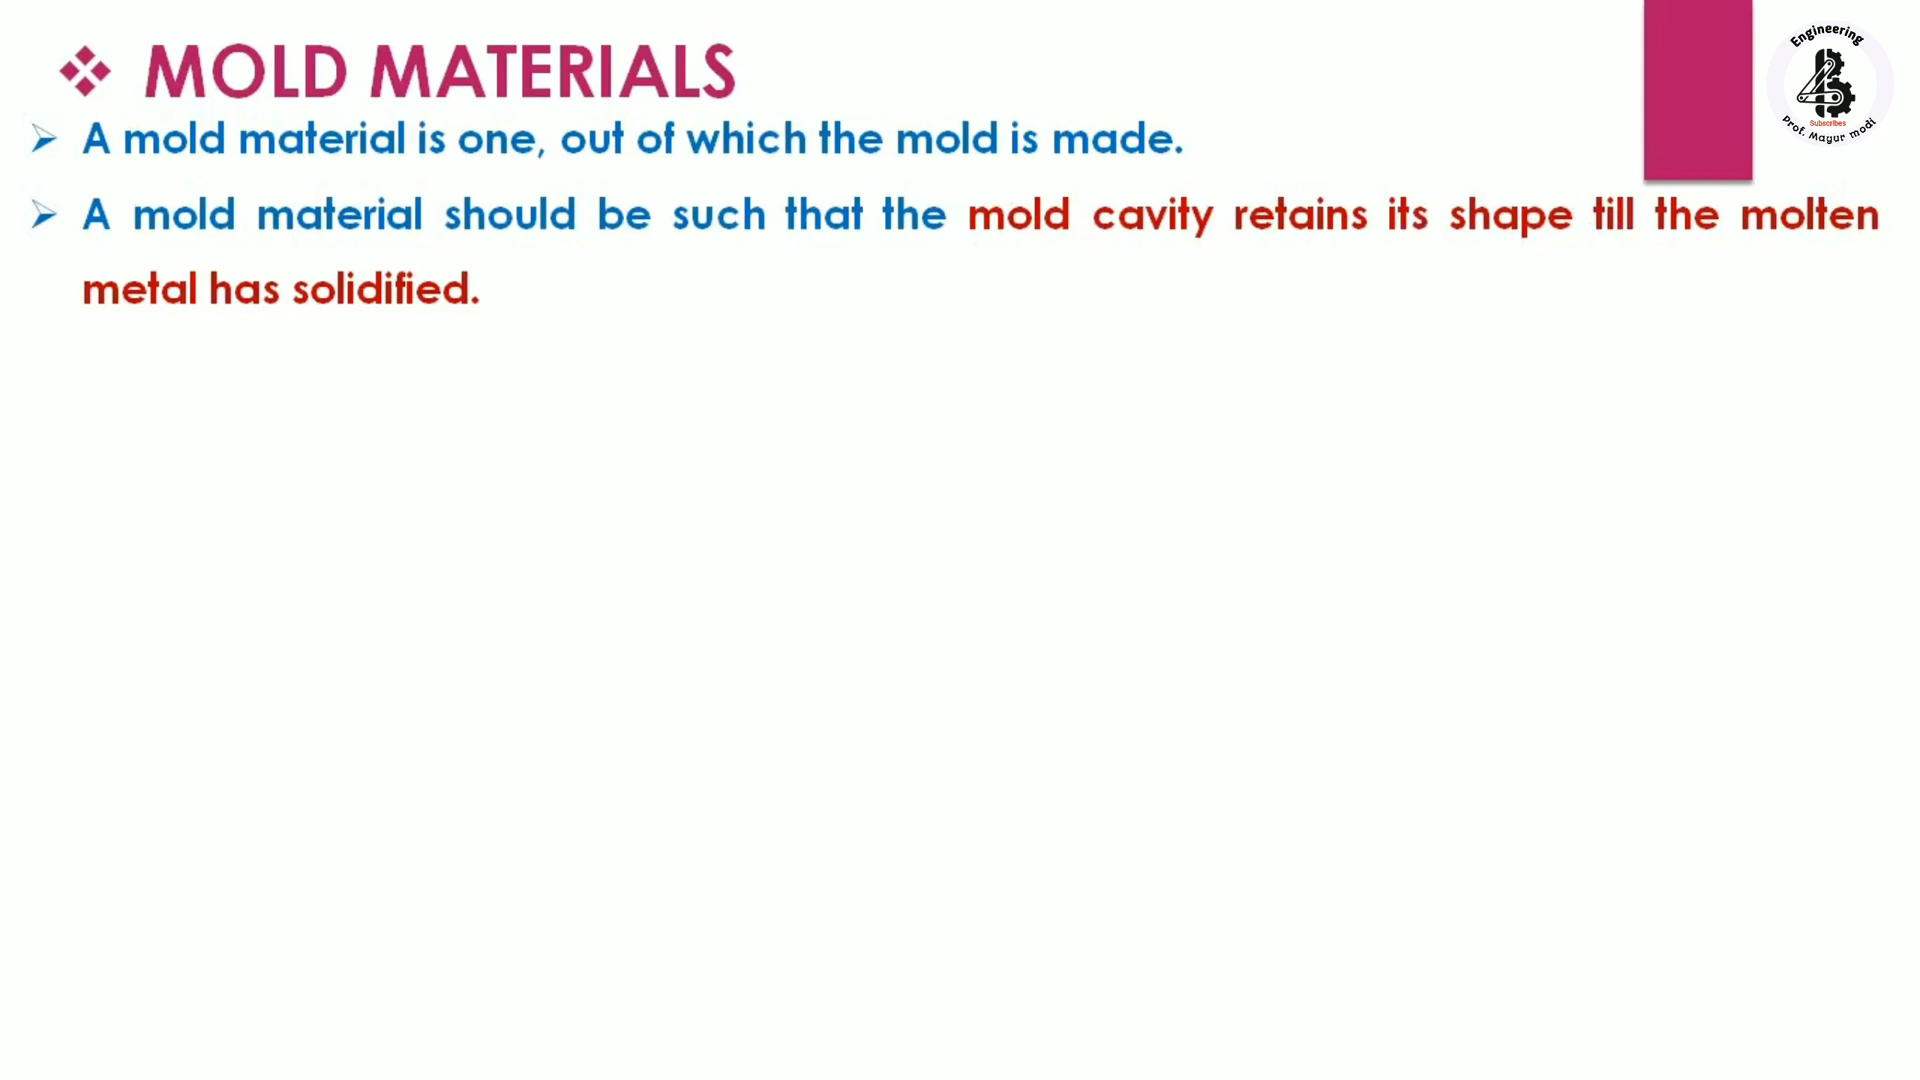 MOLD MATERIALS
A mold material is one, out of which the mold is made.
A mold material should be such that the mold cavity retains its shape till the molten
metal has solidified.
Engineering
Subscribes
Prof. Mayur modi